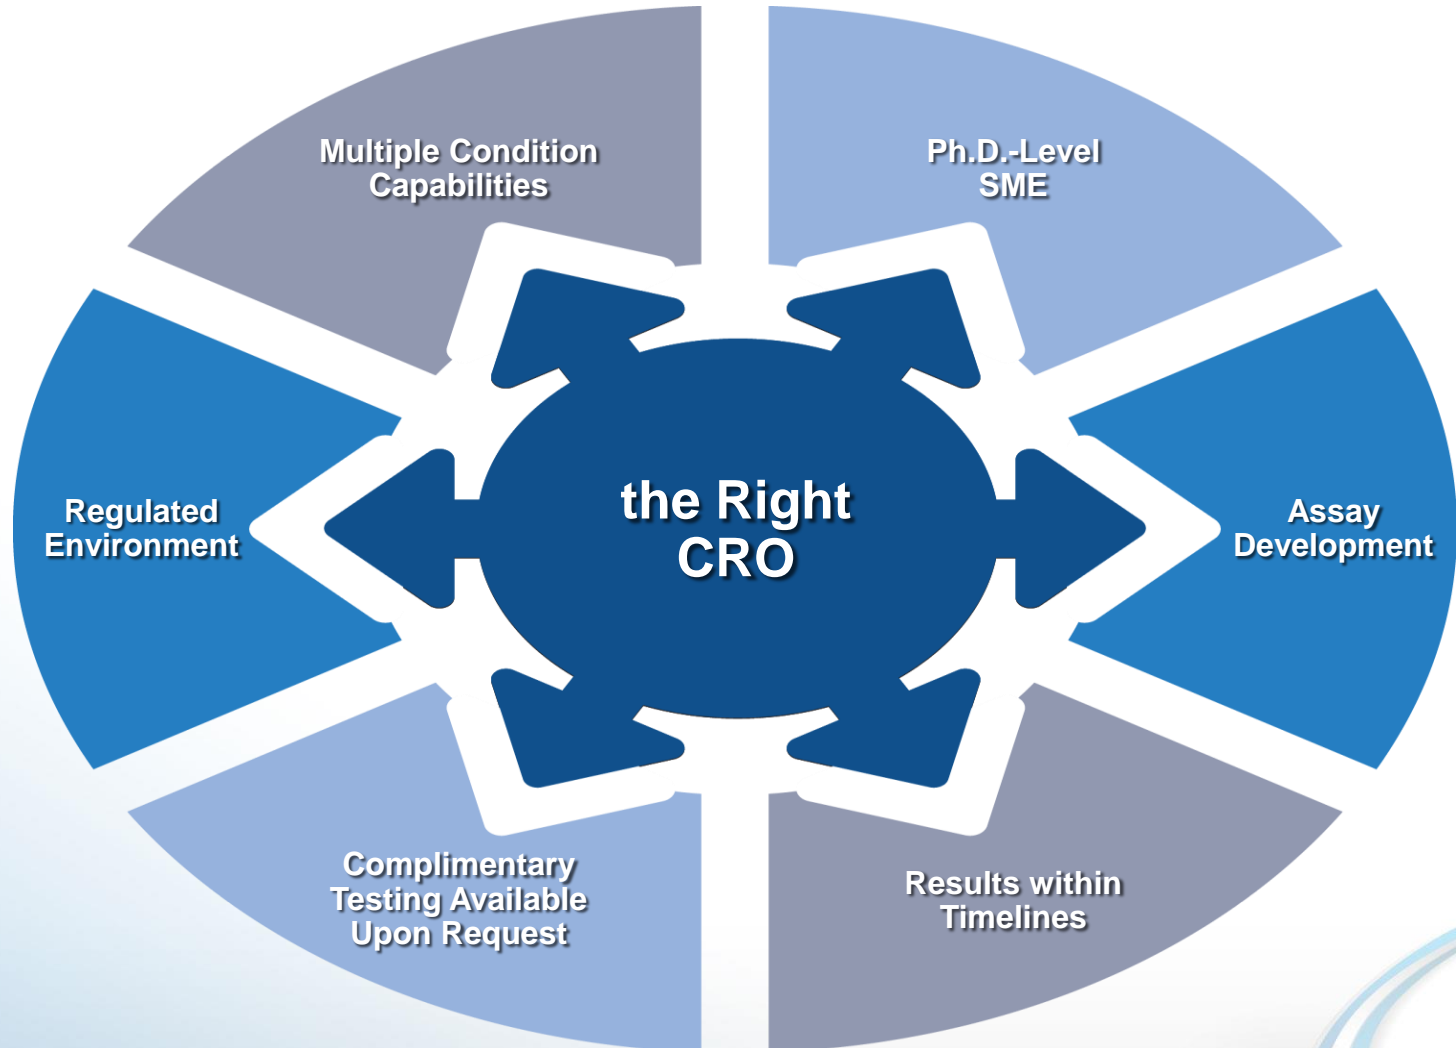 Multiple Condition
Capabilities
Ph.D.-Level
SME
Regulated
Environment
the Right
CRO
Assay
Development
Complimentary
Testing Available
Upon Request
Results within
Timelines